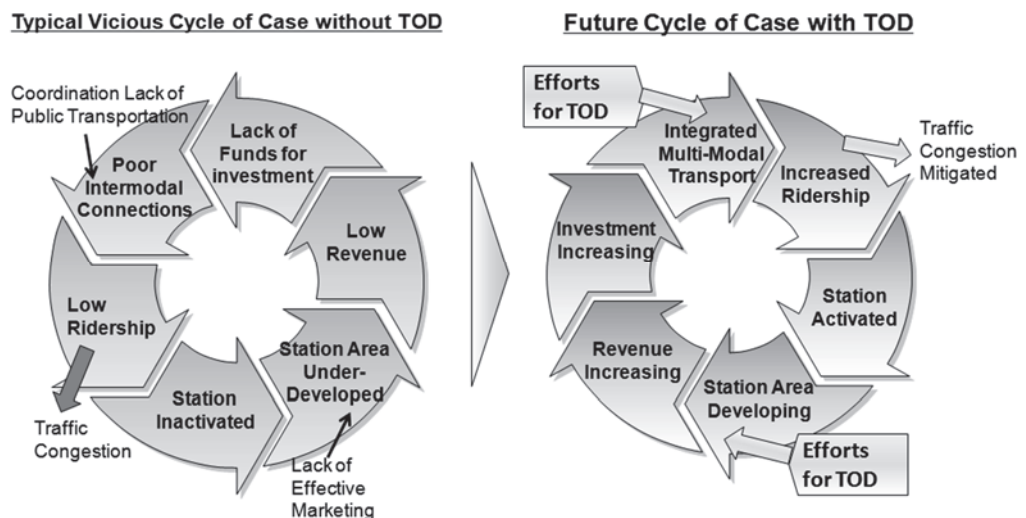 Typical Vicious Cycle of Case without TOD
Coordination Lack of
Public Transportation
Poor
Intermodal
Connections
Lack of
Funds for
investment
Low
Revenue
Low
Ridership
Station Area
Under-
Developed
Station
Inactivated
Traffic
Congestion
Lack of
Effective
Marketing
Future Cycle of Case with TOD
Efforts
for TOD
Integrated
Multi-Modal
Transport
Increased
Ridership
Traffic
Congestion
Mitigated
Investment
Increasing
Station
Activated
Revenue
Increasing
Station Area
Developing
Efforts
for TOD